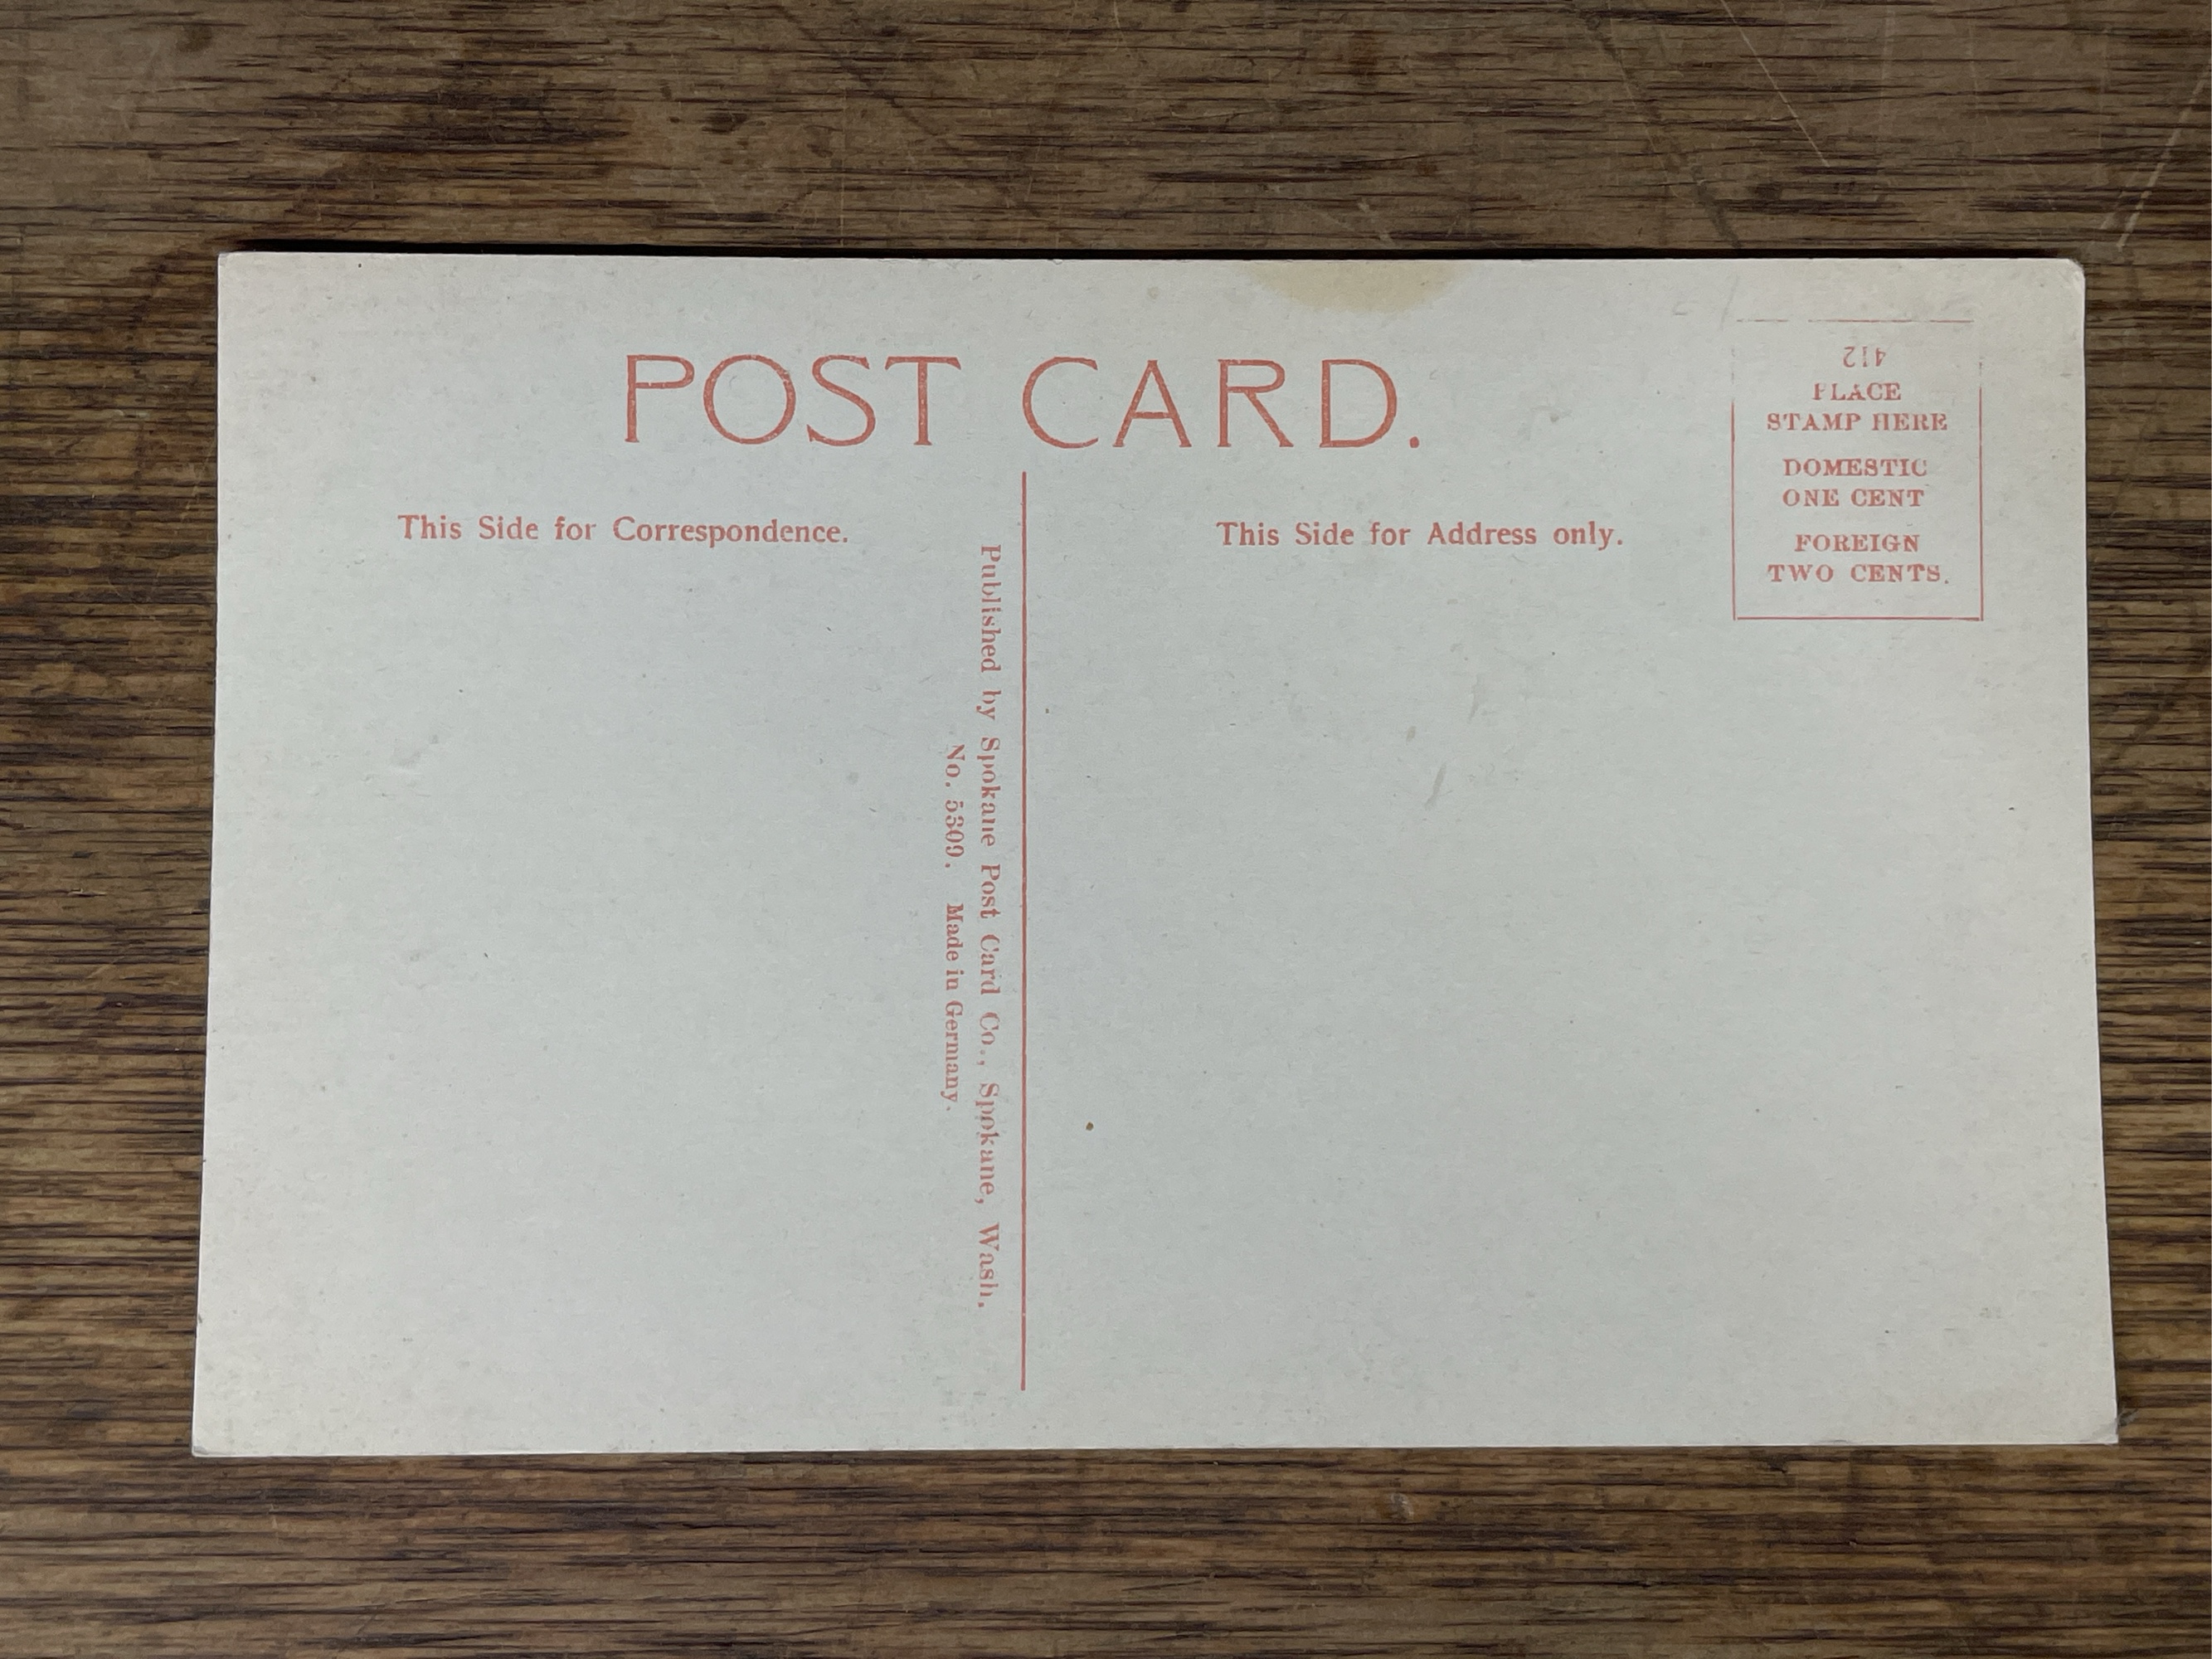 POST CARD.
This Side for Correspondence.
This Side for Address only.
412
PLACE
STAMP HERE
DOMESTIC
ONE CENT
FOREIGN
TWO CENTS.
Published by Spokane Post Card Co., Spokane, Wash.
No. 5309. Made in Germany.